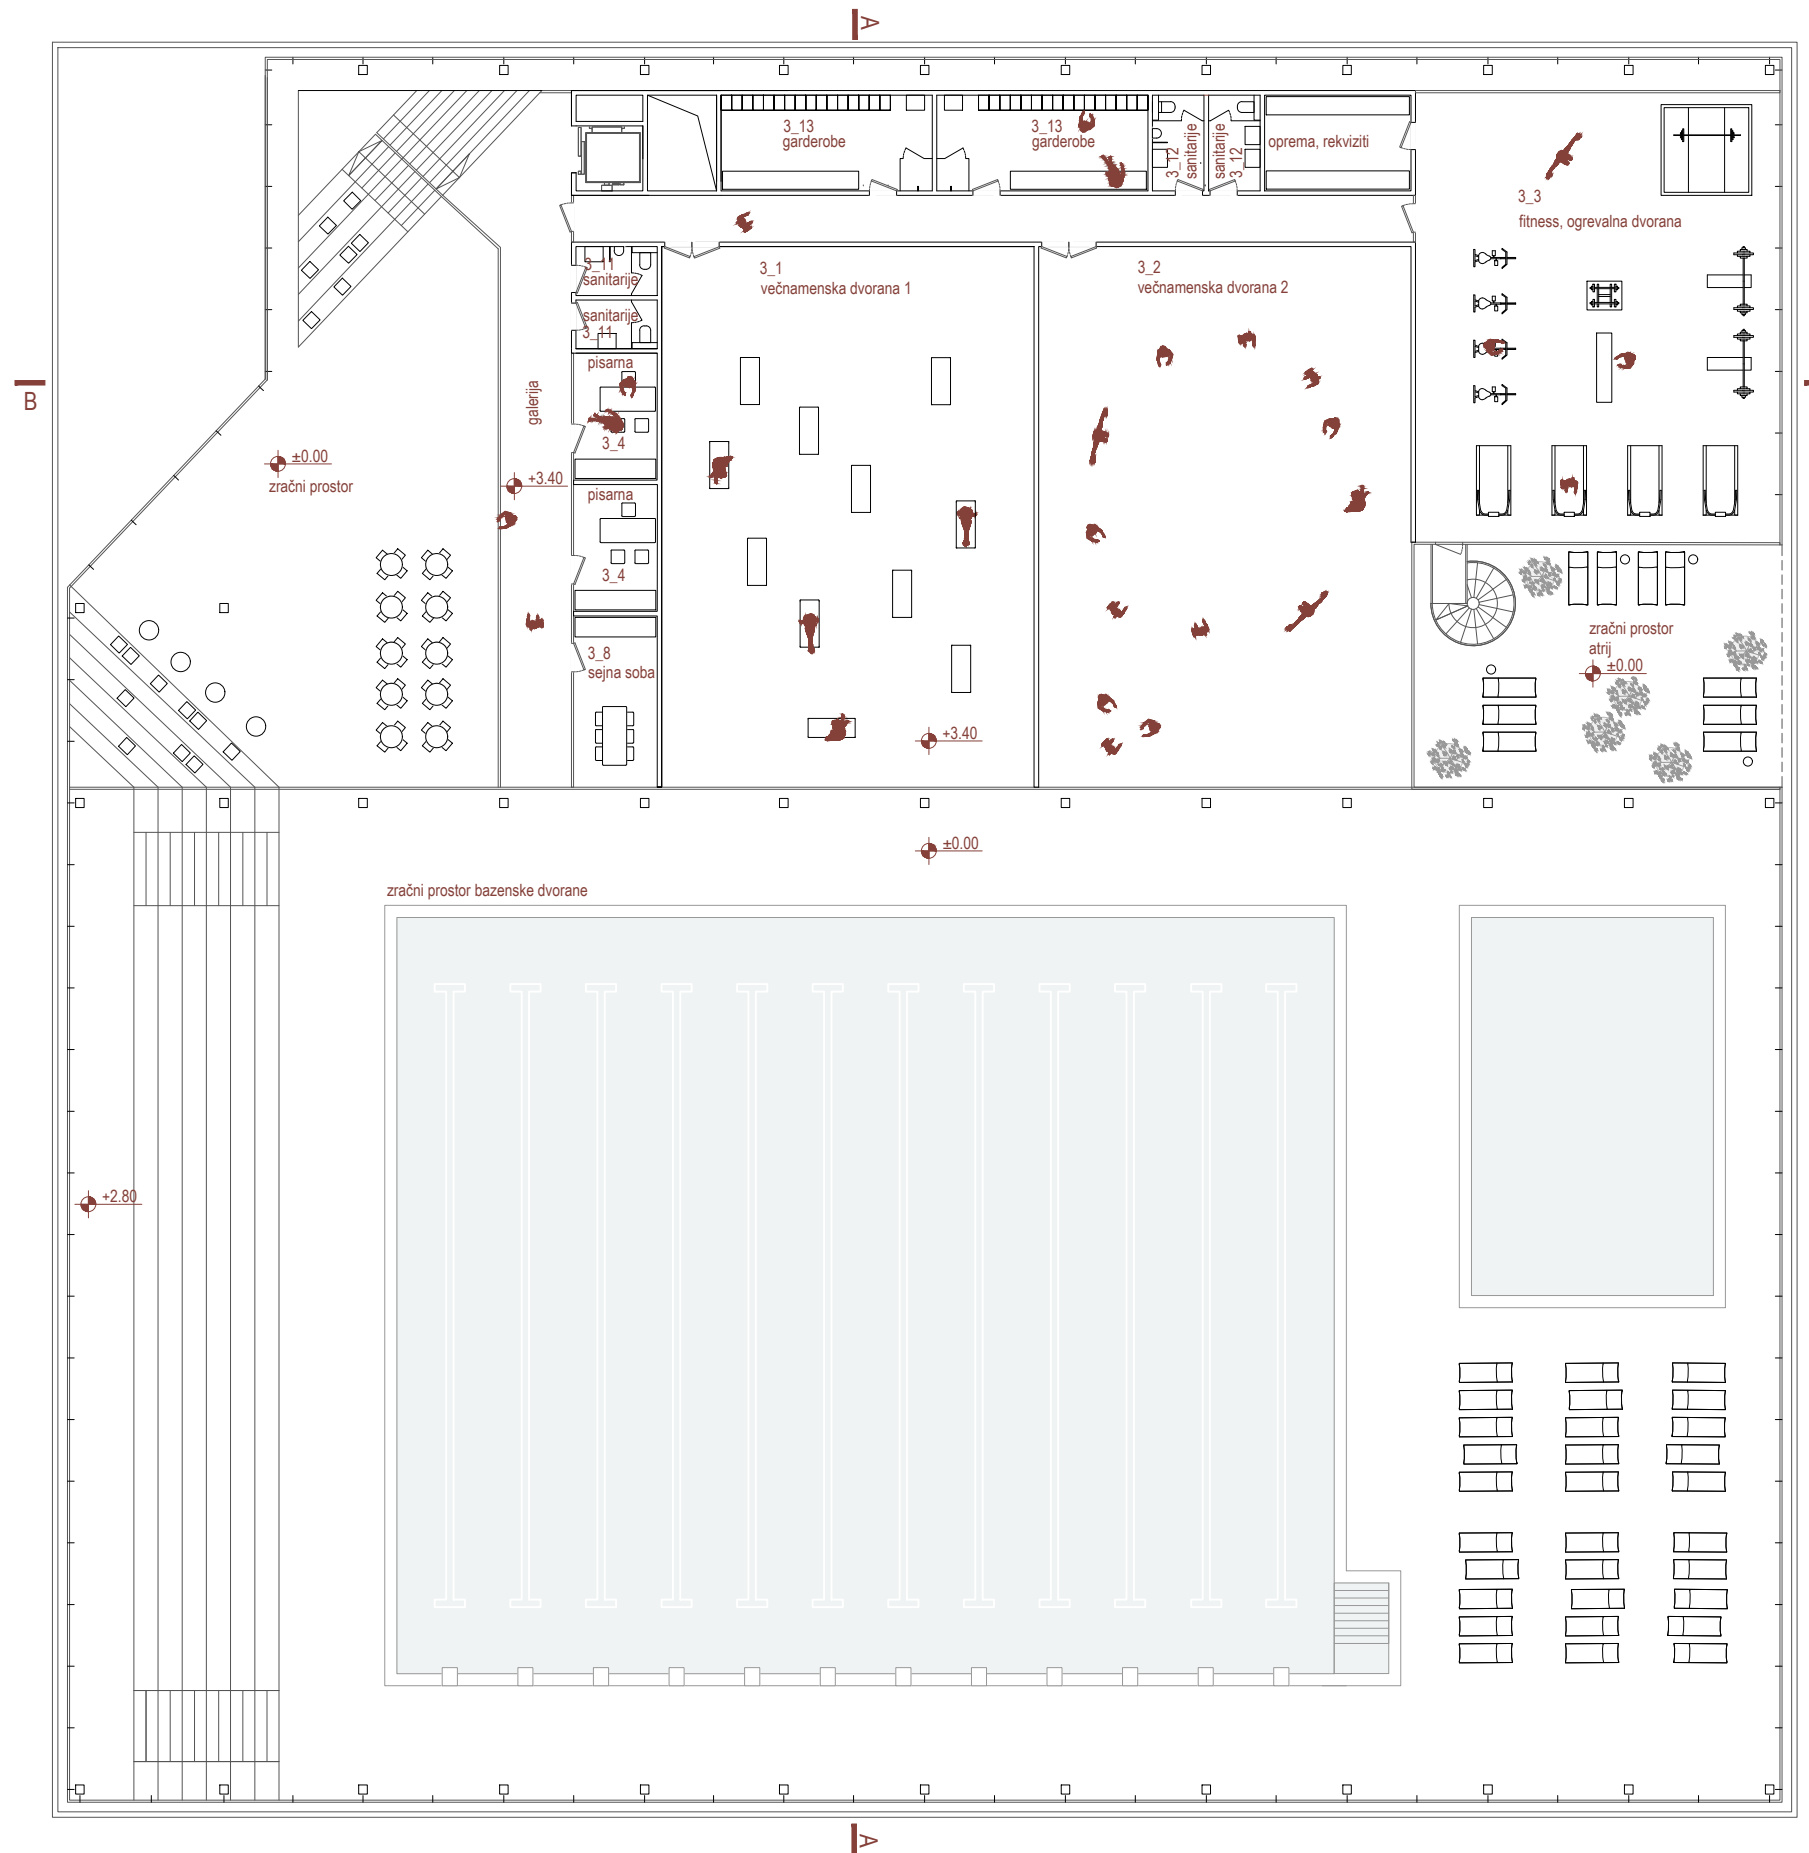 A
3_13
garderobe
3_13
garderobe
3_12
sanitarije
sanitarije
3_12
oprema, rekviziti
3_3
fitness, ogrevalna dvorana
3_11
sanitarije
3_1
večnamenska dvorana 1
3_2
večnamenska dvorana 2
sanitarije
3_11
pisarna
B
galerija
3_4
±0.00
zračni prostor
+3.40
pisarna
3_4
3_8
sejna soba
zračni prostor
atrij
±0.00
+3.40
±0.00
zračni prostor bazenske dvorane
+2.80
A